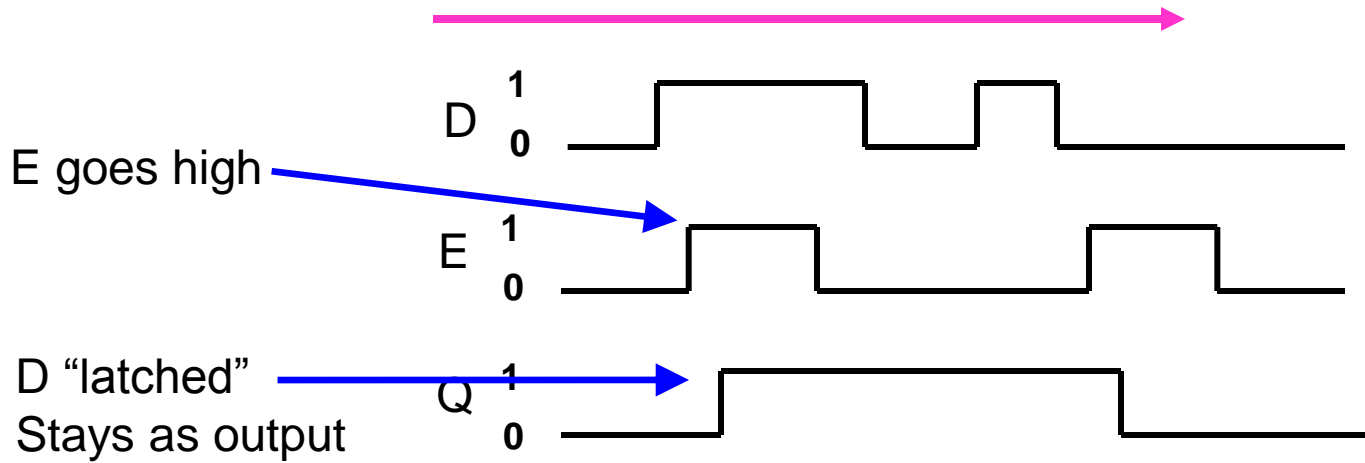 1
D
0
E goes high
1
E
0
D “latched”
1
Q
Stays as output
0